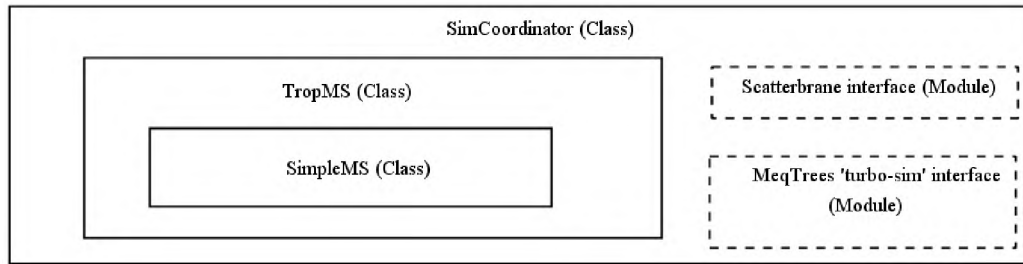 SimCoordinator (Class)
TropMS (Class)
Scatterbrane interface (Module)
SimpleMS (Class)
MeqTrees 'turbo-sim' interface
(Module)